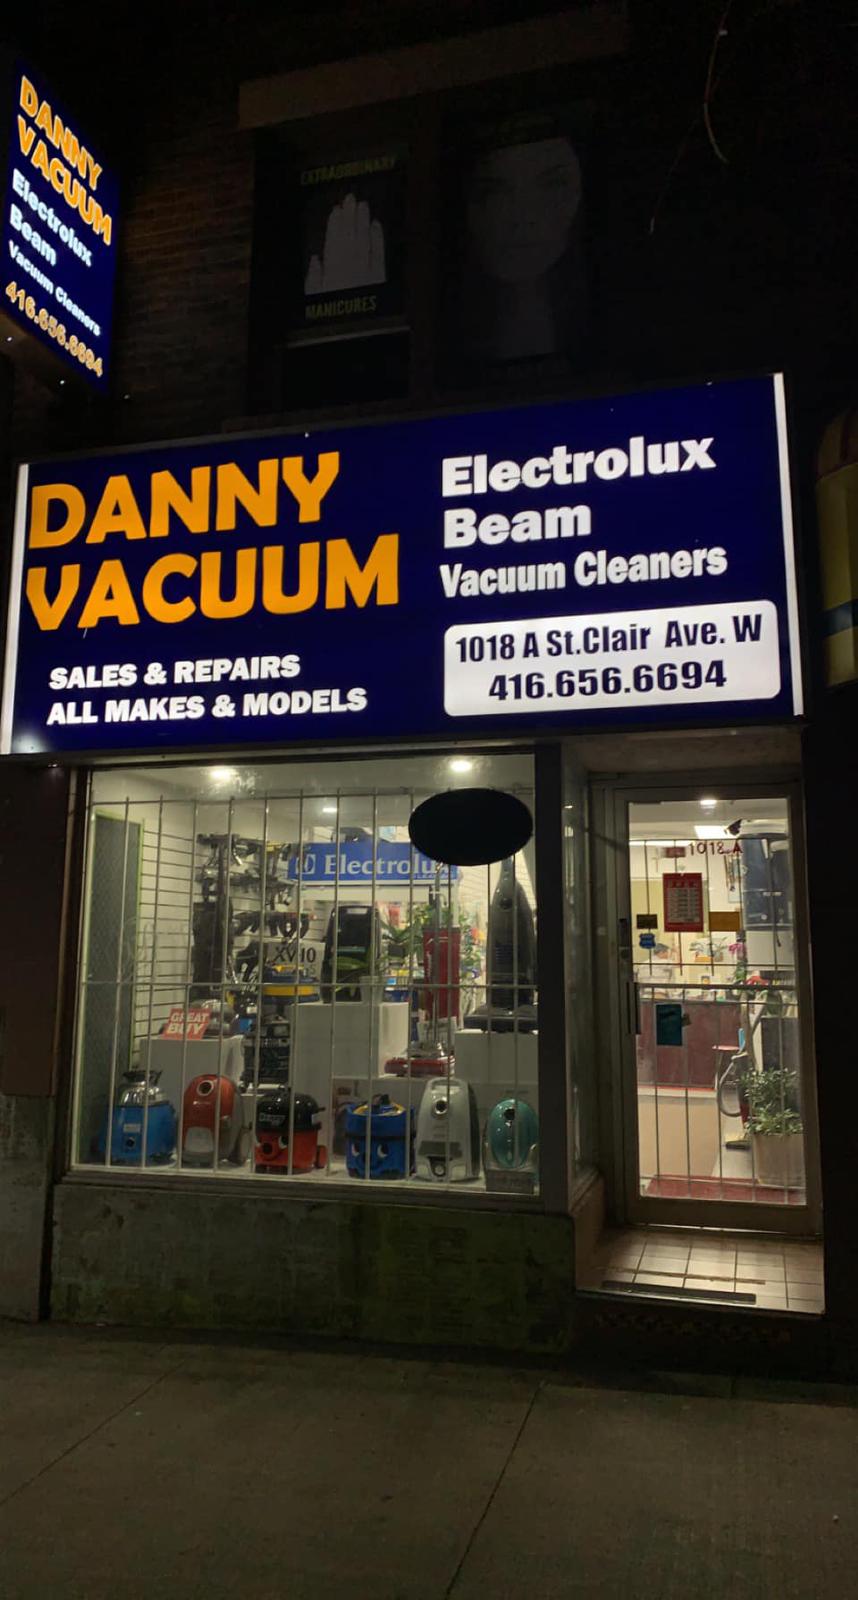 DANNY
VACUUM
Electrolux
Beam
Vacuum Cleaners
416.656.6694
EXTRAORDINARY
MANICURES
DANNY
VACUUM
SALES & REPAIRS
ALL MAKES & MODELS
Electrolux
Beam
Vacuum Cleaners
1018 A St.Clair Ave. W
416.656.6694
Electrolux
1018 A
XV10
GREAT
BUY